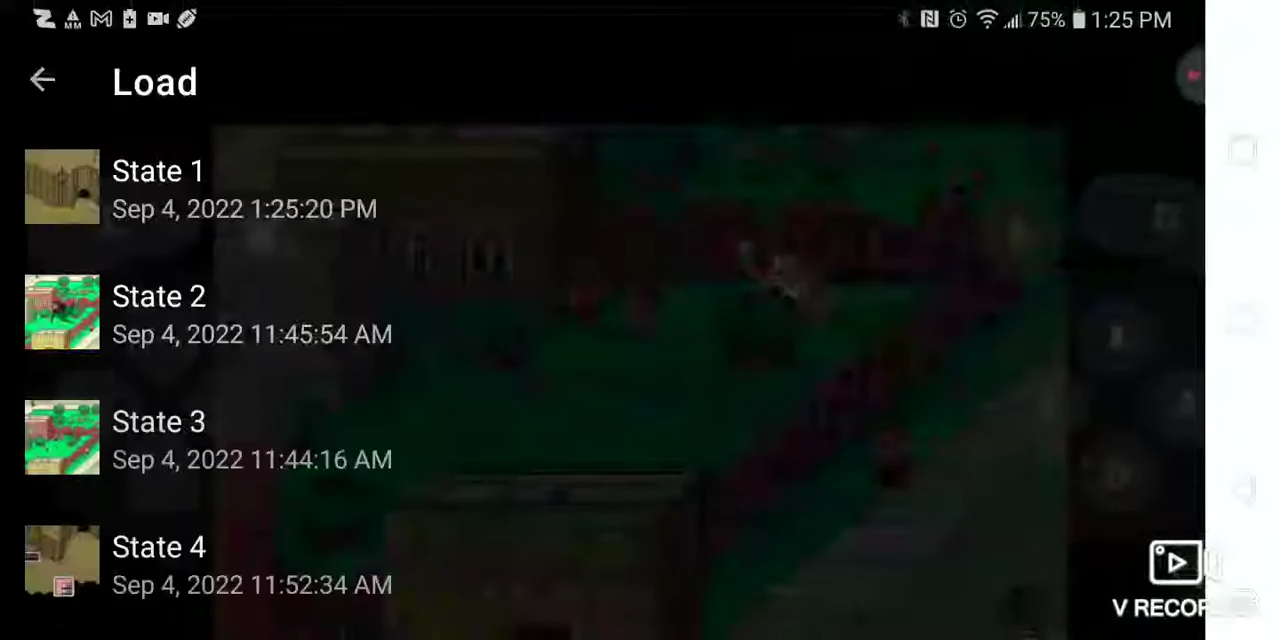 MM 75% 1:25 PM
Load
State 1
Sep 4, 2022 1:25:20 PM
State 2
Sep 4, 2022 11:45:54 AM
State 3
Sep 4, 2022 11:44:16 AM
State 4
Sep 4, 2022 11:52:34 AM
V RECOR